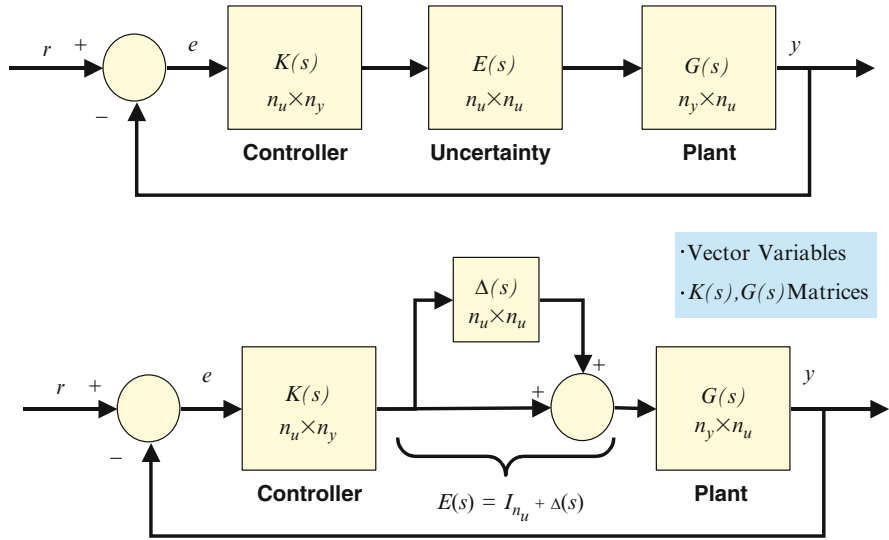 r + e K(s) E(s) G(s) y
n_u×n_y n_u×n_u n_y×n_u
−
Controller Uncertainty Plant
·Vector Variables
·K(s),G(s) Matrices
Δ(s)
n_u×n_u
r + e K(s) + + G(s) y
n_u×n_y n_y×n_u
−
Controller Plant
E(s) = I_{n_u} + Δ(s)